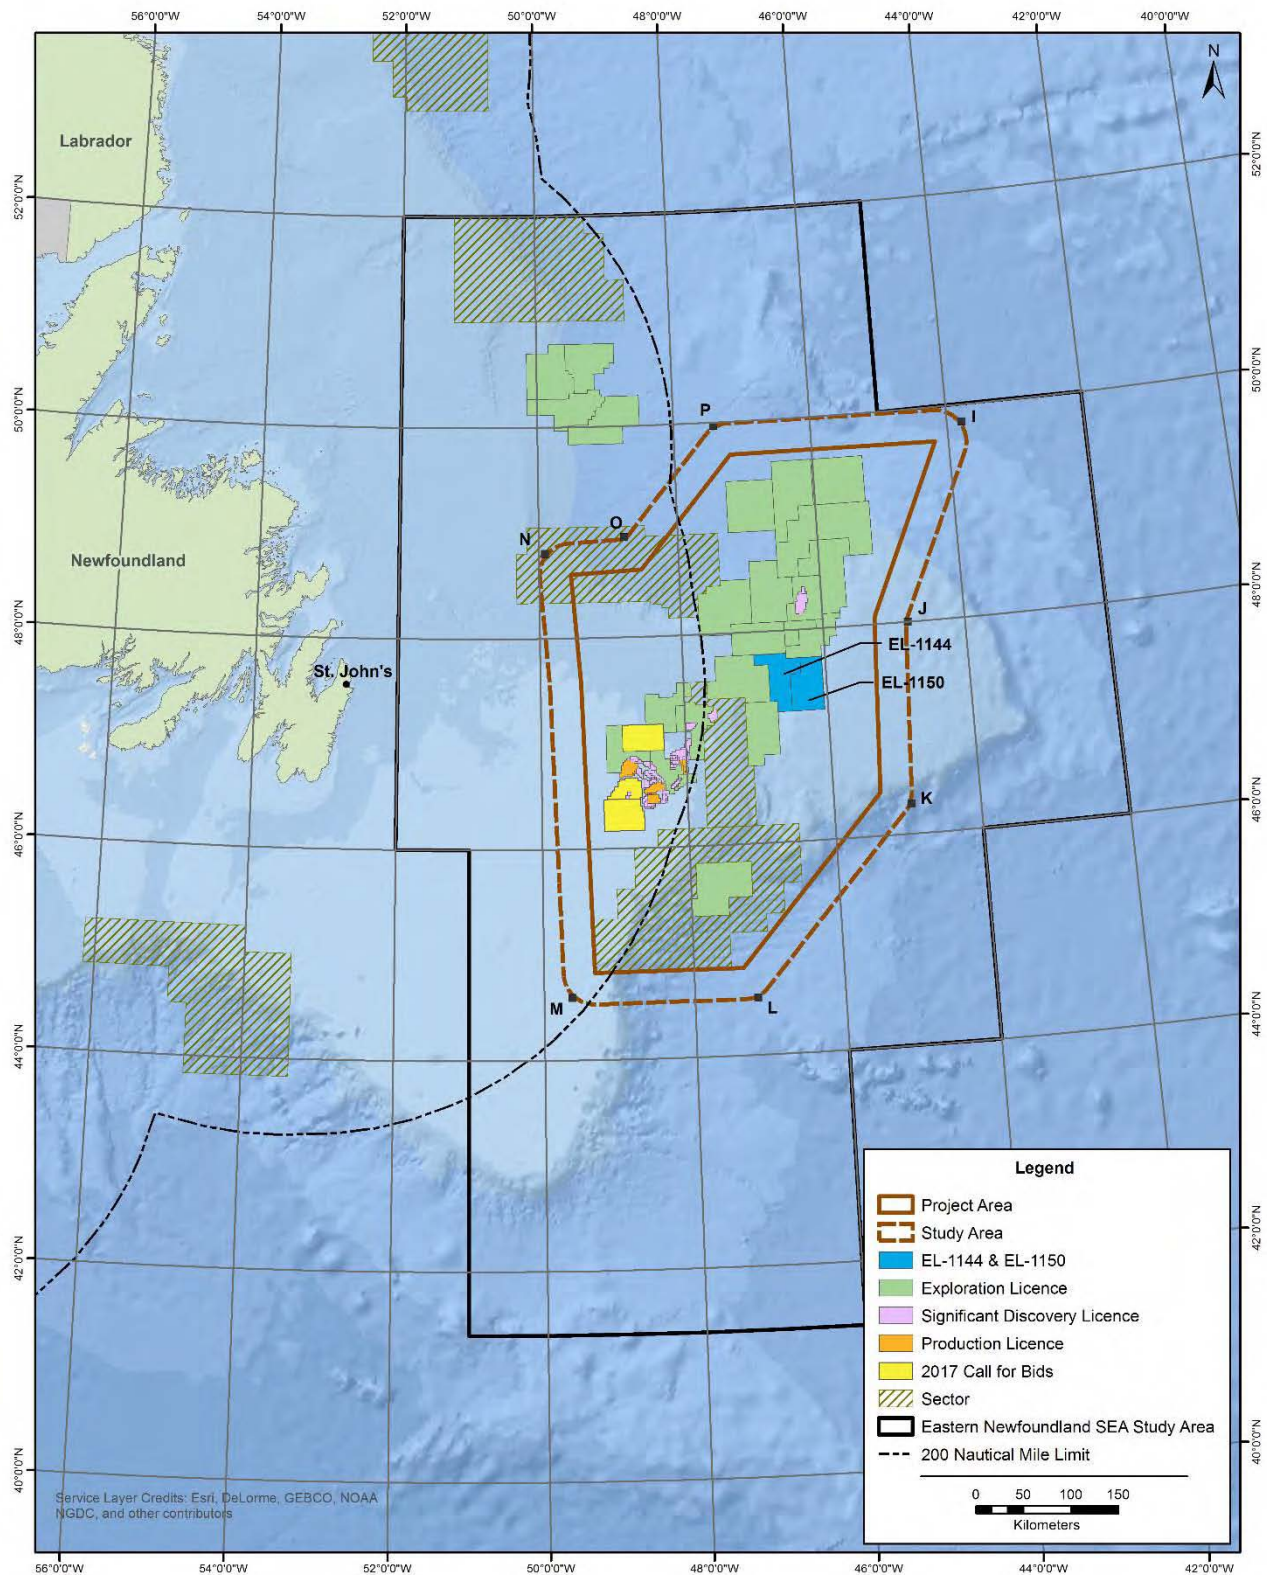 56°0'0"W 54°0'0"W 52°0'0"W 50°0'0"W 48°0'0"W 46°0'0"W 44°0'0"W 42°0'0"W 40°0'0"W
N
Labrador
52°0'0"N
52°0'0"N
50°0'0"N
50°0'0"N
P
I
O
N
Newfoundland
48°0'0"N
48°0'0"N
J
EL-1144
St. John's
EL-1150
K
46°0'0"N
46°0'0"N
M
L
44°0'0"N
44°0'0"N
Legend
Project Area
Study Area
EL-1144 & EL-1150
Exploration Licence
Significant Discovery Licence
Production Licence
2017 Call for Bids
Sector
Eastern Newfoundland SEA Study Area
200 Nautical Mile Limit
0 50 100 150
Kilometers
42°0'0"N
42°0'0"N
40°0'0"N
40°0'0"N
Service Layer Credits: Esri, DeLorme, GEBCO, NOAA
NGDC, and other contributors
56°0'0"W 54°0'0"W 52°0'0"W 50°0'0"W 48°0'0"W 46°0'0"W 44°0'0"W 42°0'0"W